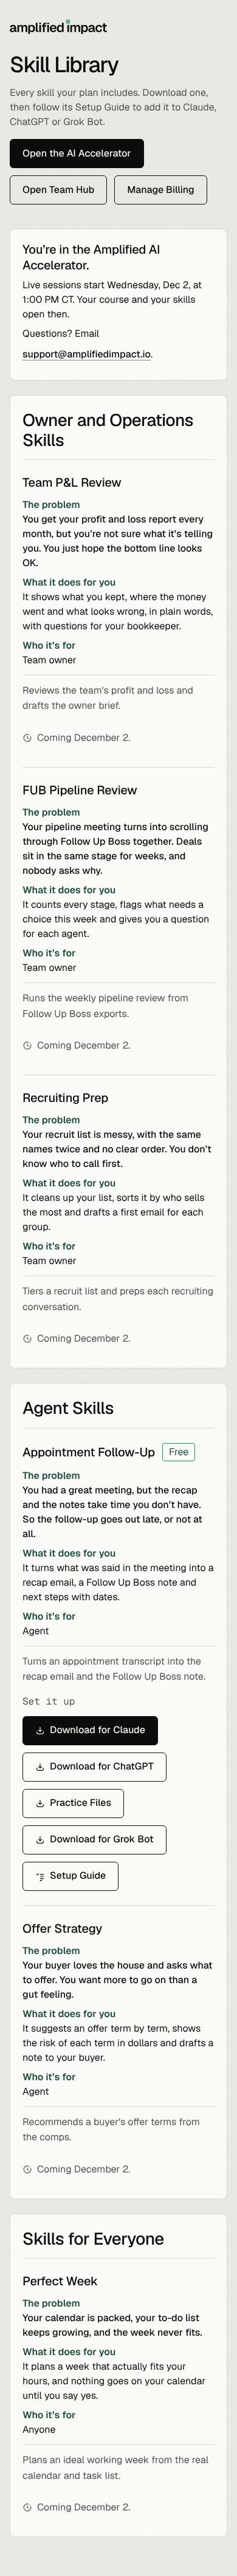 amplified impact
Skill Library
Every skill your plan includes. Download one,
then follow its Setup Guide to add it to Claude,
ChatGPT or Grok Bot.
Open the AI Accelerator
Open Team Hub
Manage Billing
You’re in the Amplified AI
Accelerator.
Live sessions start Wednesday, Dec 2, at
1:00 PM CT. Your course and your skills
open then.
Questions? Email
support@amplifiedimpact.io.
Owner and Operations
Skills
Team P&L Review
The problem
You get your profit and loss report every
month, but you’re not sure what it’s telling
you. You just hope the bottom line looks
OK.
What it does for you
It shows what you kept, where the money
went and what looks wrong, in plain words,
with questions for your bookkeeper.
Who it’s for
Team owner
Reviews the team's profit and loss and
drafts the owner brief.
Coming December 2.
FUB Pipeline Review
The problem
Your pipeline meeting turns into scrolling
through Follow Up Boss together. Deals
sit in the same stage for weeks, and
nobody asks why.
What it does for you
It counts every stage, flags what needs a
choice this week and gives you a question
for each agent.
Who it’s for
Team owner
Runs the weekly pipeline review from
Follow Up Boss exports.
Coming December 2.
Recruiting Prep
The problem
Your recruit list is messy, with the same
names twice and no clear order. You don’t
know who to call first.
What it does for you
It cleans up your list, sorts it by who sells
the most and drafts a first email for each
group.
Who it’s for
Team owner
Tiers a recruit list and preps each recruiting
conversation.
Coming December 2.
Agent Skills
Appointment Follow-Up
Free
The problem
You had a great meeting, but the recap
and the notes take time you don’t have.
So the follow-up goes out late, or not at
all.
What it does for you
It turns what was said in the meeting into a
recap email, a Follow Up Boss note and
next steps with dates.
Who it’s for
Agent
Turns an appointment transcript into the
recap email and the Follow Up Boss note.
Set it up
Download for Claude
Download for ChatGPT
Practice Files
Download for Grok Bot
Setup Guide
Offer Strategy
The problem
Your buyer loves the house and asks what
to offer. You want more to go on than a
gut feeling.
What it does for you
It suggests an offer term by term, shows
the risk of each term in dollars and drafts a
note to your buyer.
Who it’s for
Agent
Recommends a buyer's offer terms from
the comps.
Coming December 2.
Skills for Everyone
Perfect Week
The problem
Your calendar is packed, your to-do list
keeps growing, and the week never fits.
What it does for you
It plans a week that actually fits your
hours, and nothing goes on your calendar
until you say yes.
Who it’s for
Anyone
Plans an ideal working week from the real
calendar and task list.
Coming December 2.